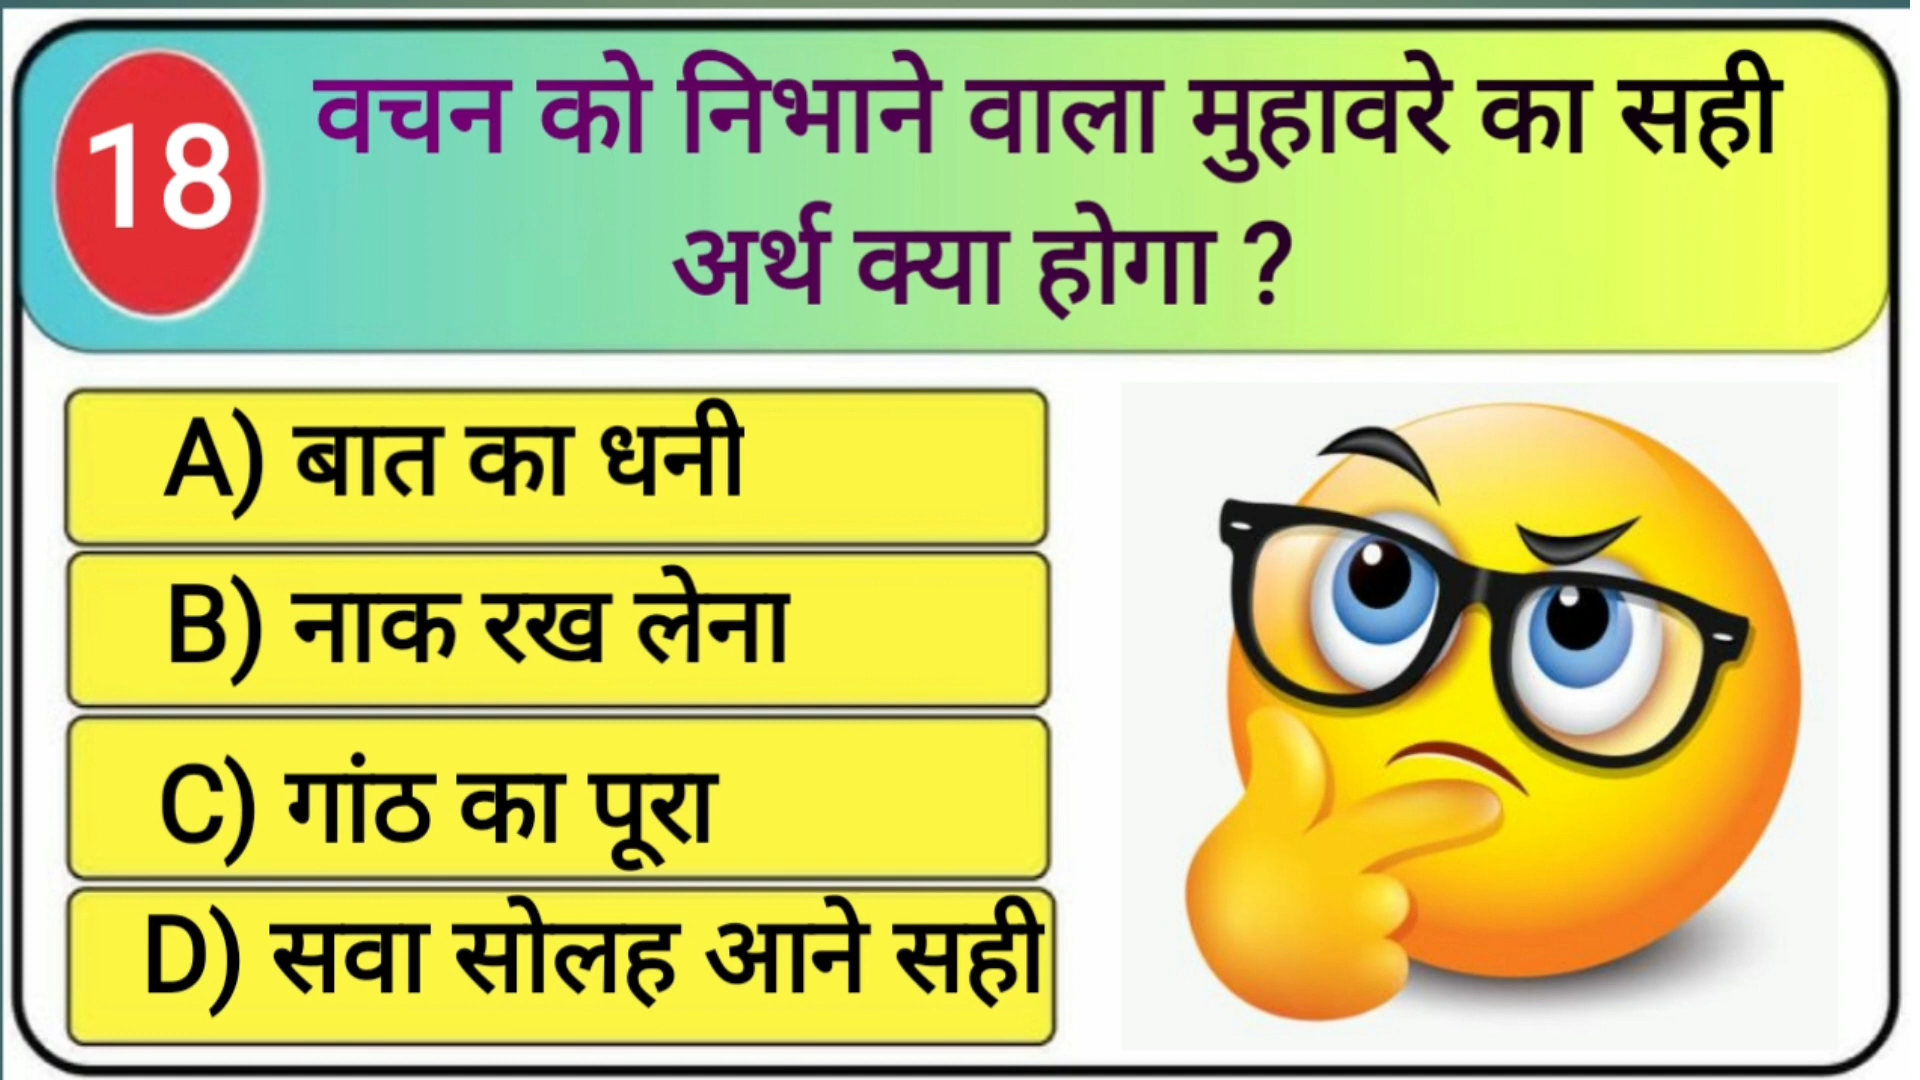 18
वचन को निभाने वाला मुहावरे का सही
अर्थ क्या होगा ?
A) बात का धनी
B) नाक रख लेना
C) गांठ का पूरा
D) सवा सोलह आने सही